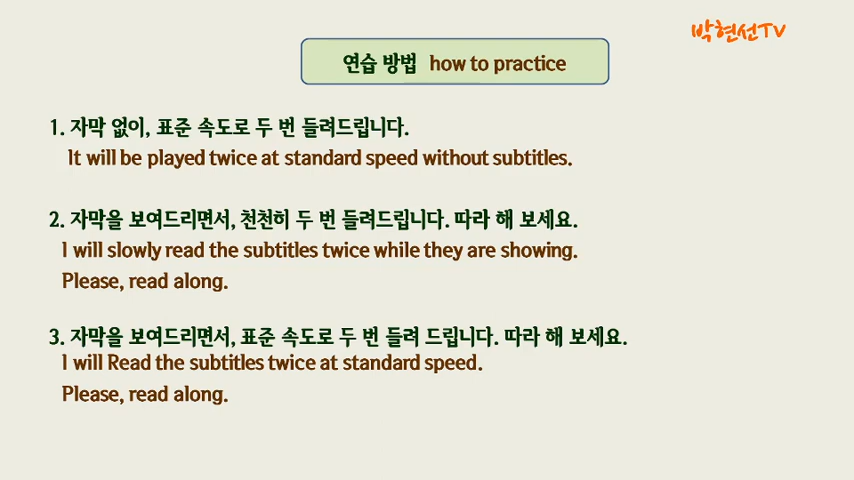 박현선TV
연습 방법 how to practice
1. 자막 없이, 표준 속도로 두 번 들려드립니다.
It will be played twice at standard speed without subtitles.
2. 자막을 보여드리면서, 천천히 두 번 들려드립니다. 따라 해 보세요.
I will slowly read the subtitles twice while they are showing.
Please, read along.
3. 자막을 보여드리면서, 표준 속도로 두 번 들려 드립니다. 따라 해 보세요.
I will Read the subtitles twice at standard speed.
Please, read along.